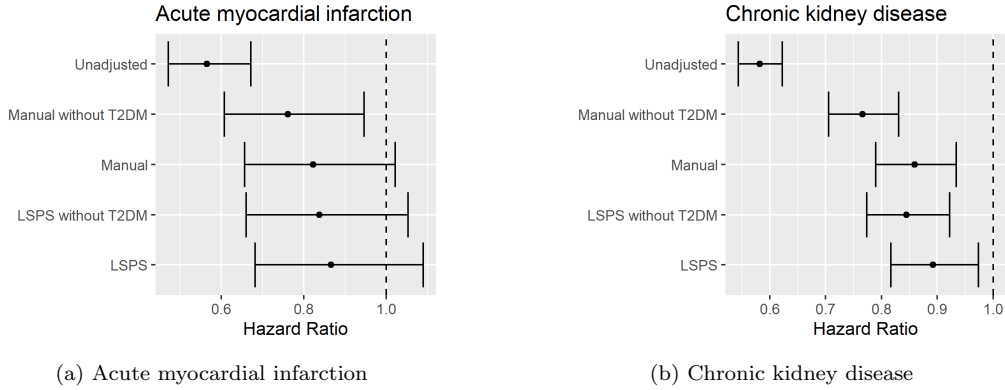 Acute myocardial infarction
Unadjusted
Manual without T2DM
Manual
LSPS without T2DM
LSPS
0.6 0.8 1.0
Hazard Ratio
(a) Acute myocardial infarction
Chronic kidney disease
Unadjusted
Manual without T2DM
Manual
LSPS without T2DM
LSPS
0.6 0.7 0.8 0.9 1.0
Hazard Ratio
(b) Chronic kidney disease